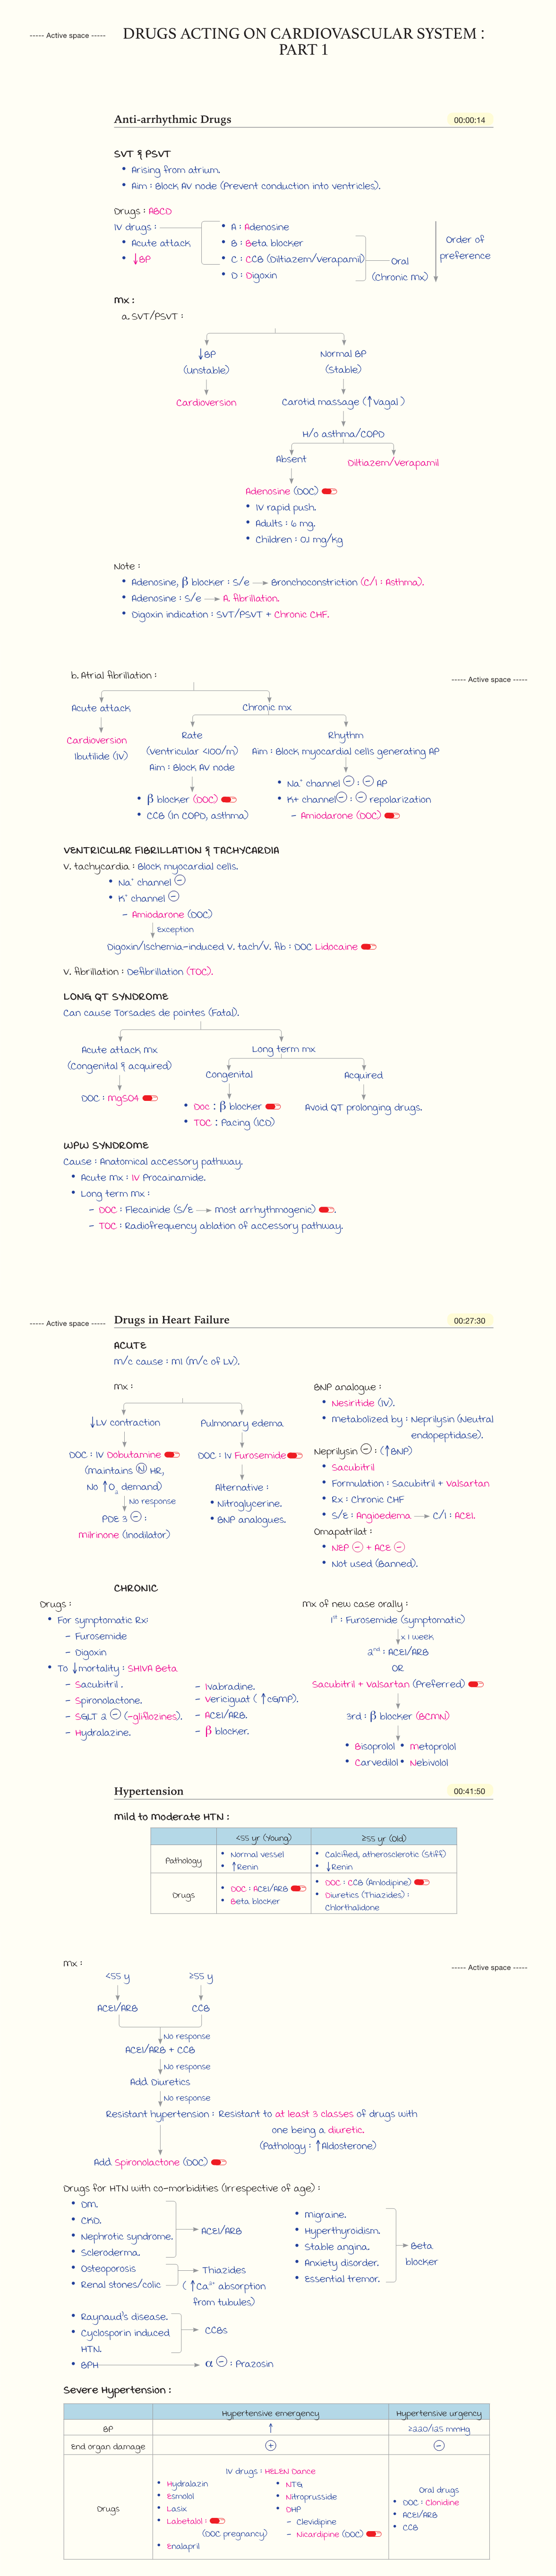 ----- Active space -----
DRUGS ACTING ON CARDIOVASCULAR SYSTEM :
PART 1
Anti-arrhythmic Drugs
00:00:14
SVT & PSVT
• Arising from atrium.
• Aim : Block AV node (Prevent conduction into ventricles).
Drugs : ABCD
IV drugs :
• Acute attack
• ↓BP
• A : Adenosine
• B : Beta blocker
• C : CCB (Diltiazem/Verapamil)
• D : Digoxin
Oral
(Chronic mx)
Order of
preference
mx :
a. SVT/PSVT :
↓BP
(Unstable)
Cardioversion
Normal BP
(Stable)
Carotid massage (↑Vagal )
H/o asthma/COPD
Absent
Diltiazem/Verapamil
Adenosine (DOC)
• IV rapid push.
• Adults : 6 mg.
• Children : 0.1 mg/kg
Note :
• Adenosine, β blocker : S/e → Bronchoconstriction (C/I : Asthma).
• Adenosine : S/e → A. fibrillation.
• Digoxin indication : SVT/PSVT + Chronic CHF.
----- Active space -----
b. Atrial fibrillation :
Acute attack
Cardioversion
Ibutilide (IV)
Chronic mx
Rate
(ventricular <100/m)
Aim : Block AV node
• β blocker (DOC)
• CCB (In COPD, asthma)
Rhythm
Aim : Block myocardial cells generating AP
• Na⁺ channel ⊖ : ⊖ AP
• K+ channel ⊖ : ⊖ repolarization
– Amiodarone (DOC)
VENTRICULAR FIBRILLATION & TACHYCARDIA
V. tachycardia : Block myocardial cells.
• Na⁺ channel ⊖
• K⁺ channel ⊖
– Amiodarone (DOC)
Exception
Digoxin/Ischemia-induced V. tach/V. fib : DOC Lidocaine
V. fibrillation : Defibrillation (TOC).
LONG QT SYNDROME
Can cause Torsades de pointes (Fatal).
Acute attack mx
(Congenital & acquired)
DOC : MgSO4
Long term mx
Congenital
• Doc : β blocker
• TOC : Pacing (ICD)
Acquired
Avoid QT prolonging drugs.
WPW SYNDROME
Cause : Anatomical accessory pathway.
• Acute mx : IV Procainamide.
• Long term mx :
– DOC : Flecainide (S/E → most arrhythmogenic) .
– TOC : Radiofrequency ablation of accessory pathway.
----- Active space -----
Drugs in Heart Failure
00:27:30
ACUTE
m/c cause : MI (m/c of LV).
mx :
↓LV contraction
DOC : IV Dobutamine
(maintains Ⓝ HR,
No ↑O₂ demand)
No response
PDE 3 ⊖ :
milrinone (Inodilator)
Pulmonary edema
DOC : IV Furosemide
Alternative :
• Nitroglycerine.
• BNP analogues.
BNP analogue :
• Nesiritide (IV).
• metabolized by : Neprilysin (Neutral
endopeptidase).
Neprilysin ⊖ : (↑BNP)
• Sacubitril
• Formulation : Sacubitril + Valsartan
• Rx : Chronic CHF
• S/E : Angioedema → C/I : ACEI.
Omapatrilat :
• NEP ⊖ + ACE ⊖
• Not used (Banned).
CHRONIC
Drugs :
• For symptomatic Rx:
– Furosemide
– Digoxin
• To ↓mortality : SHIVA Beta
– Sacubitril .
– Spironolactone.
– SGLT 2 ⊖ (-gliflozines).
– Hydralazine.
– Ivabradine.
– Vericiguat ( ↑cGMP).
– ACEI/ARB.
– β blocker.
mx of new case orally :
1ˢᵗ : Furosemide (symptomatic)
x 1 week
2ⁿᵈ : ACEI/ARB
OR
Sacubitril + Valsartan (Preferred)
3rd : β blocker (BCMN)
• Bisoprolol • metoprolol
• Carvedilol • Nebivolol
Hypertension
00:41:50
mild to moderate HTN :
<55 yr (Young)
≥55 yr (Old)
Pathology
• Normal vessel
• ↑Renin
• Calcified, atherosclerotic (Stiff)
• ↓Renin
Drugs
• DOC : ACEI/ARB
• Beta blocker
• DOC : CCB (Amlodipine)
• Diuretics (Thiazides) :
Chlorthalidone
----- Active space -----
mx :
<55 y
≥55 y
ACEI/ARB
CCB
No response
ACEI/ARB + CCB
No response
Add Diuretics
No response
Resistant hypertension : Resistant to at least 3 classes of drugs with
one being a diuretic.
(Pathology : ↑Aldosterone)
Add Spironolactone (DOC)
Drugs for HTN with co-morbidities (Irrespective of age) :
• DM.
• CKD.
• Nephrotic syndrome.
• Scleroderma.
ACEI/ARB
• Osteoporosis
• Renal stones/colic
Thiazides
( ↑Ca²⁺ absorption
from tubules)
• Raynaud's disease.
• Cyclosporin induced
HTN.
CCBs
• BPH
α ⊖ : Prazosin
• migraine.
• Hyperthyroidism.
• Stable angina.
• Anxiety disorder.
• Essential tremor.
Beta
blocker
Severe Hypertension :
Hypertensive emergency
Hypertensive urgency
BP
↑
≥220/125 mmHg
End organ damage
⊕
⊖
Drugs
IV drugs : HELEN Dance
• Hydralazin
• Esmolol
• Lasix
• Labetalol :
(DOC pregnancy)
• Enalapril
• NTG
• Nitroprusside
• DHP
– Clevidipine
– Nicardipine (DOC)
Oral drugs
• DOC : Clonidine
• ACEI/ARB
• CCB